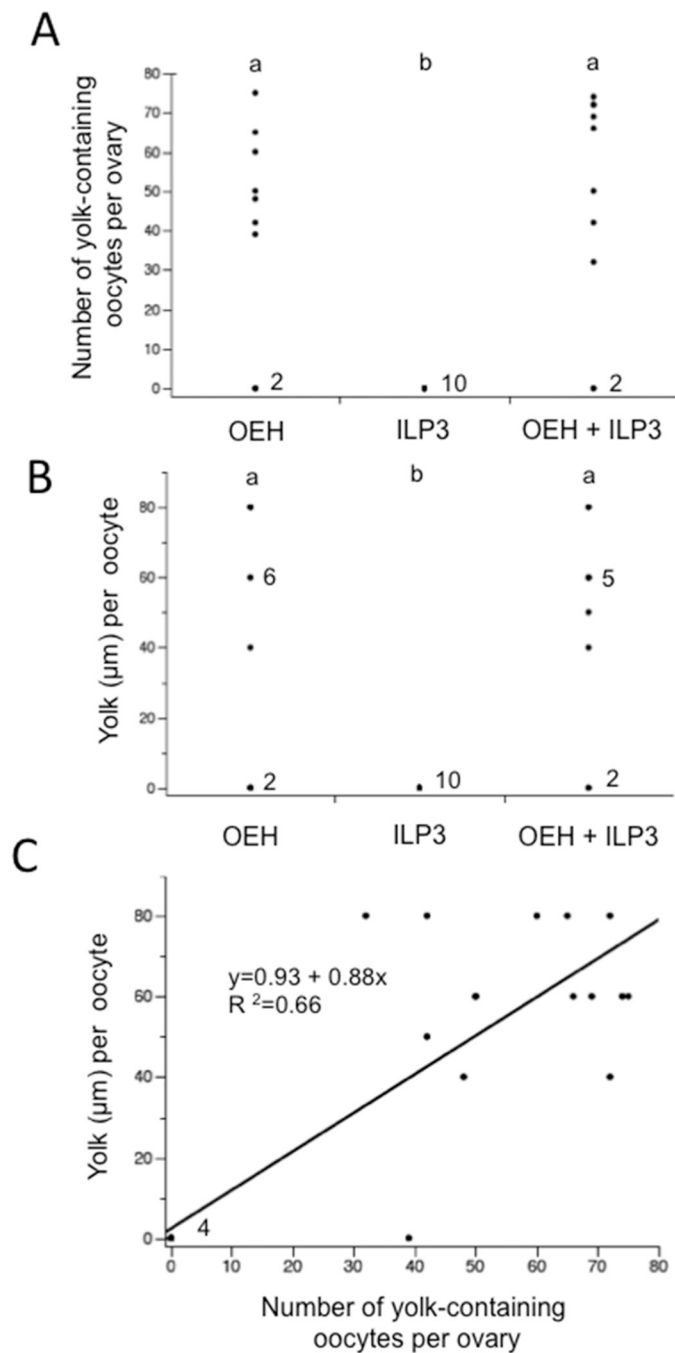 A
a b a
Number of yolk-containing
oocytes per ovary
80
70
60
50
40
30
20
10
0
2 10 2
OEH ILP3 OEH + ILP3
B
a b a
Yolk (µm) per oocyte
80
60
40
20
0
6 5
2 10 2
OEH ILP3 OEH + ILP3
C
Yolk (µm) per oocyte
80
60
40
20
0
y=0.93 + 0.88x
R ²=0.66
4
0 10 20 30 40 50 60 70 80
Number of yolk-containing
oocytes per ovary